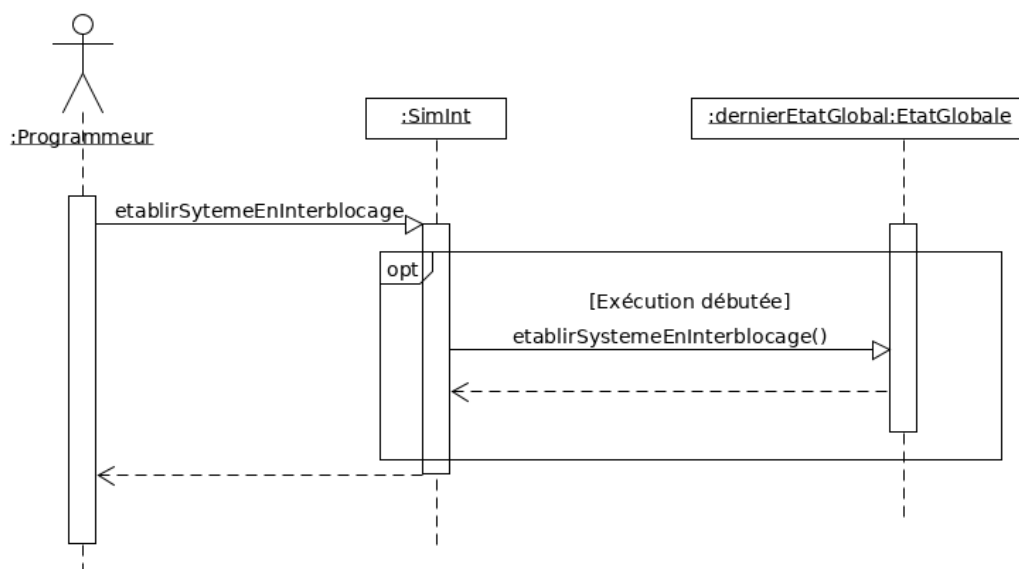 :Programmeur
:SimInt
:dernierEtatGlobal:EtatGlobale
etablirSytemeEnInterblocage
opt
[Exécution débutée]
etablirSystemeEnInterblocage()